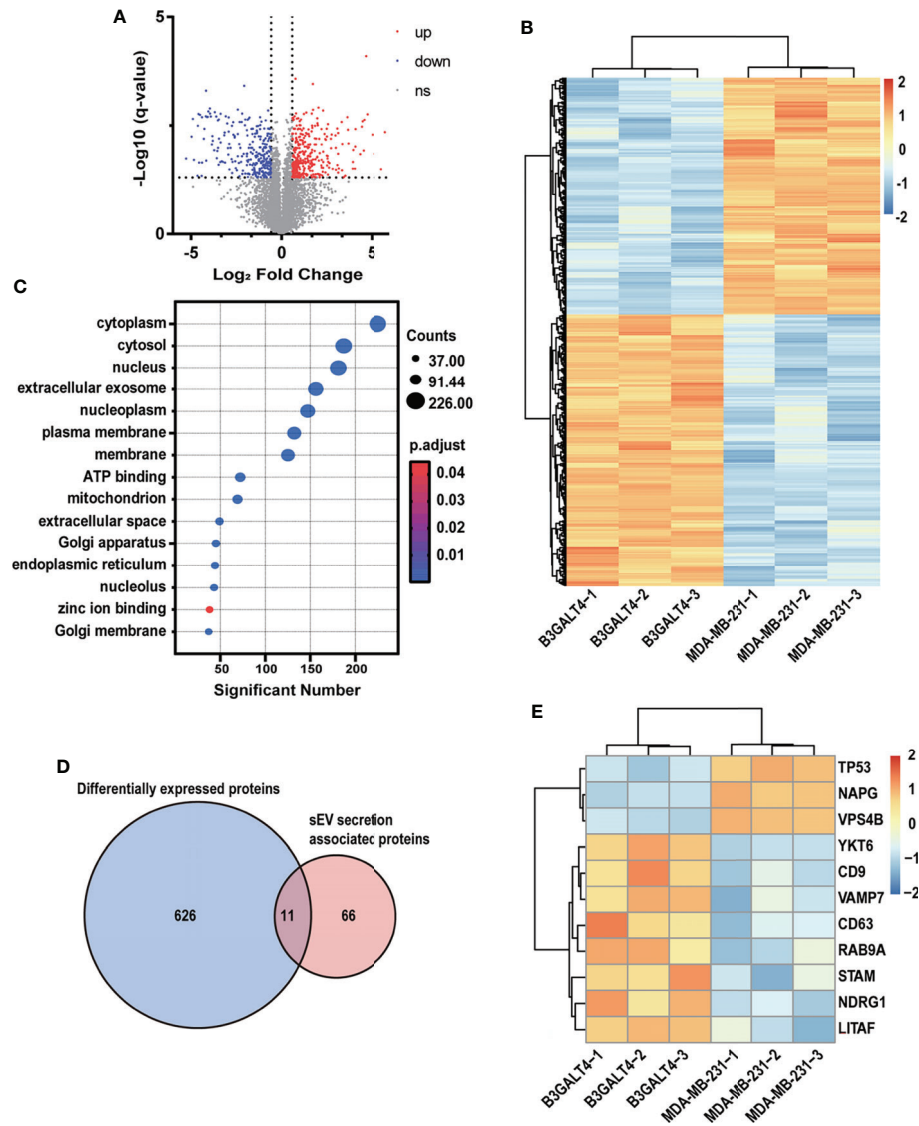 A
5
up
down
ns
-Log10 (q-value)
0
-5
0
5
Log₂ Fold Change
B
2
1
0
-1
-2
B3GALT4-1
B3GALT4-2
B3GALT4-3
MDA-MB-231-1
MDA-MB-231-2
MDA-MB-231-3
C
cytoplasm
cytosol
nucleus
extracellular exosome
nucleoplasm
plasma membrane
membrane
ATP binding
mitochondrion
extracellular space
Golgi apparatus
endoplasmic reticulum
nucleolus
zinc ion binding
Golgi membrane
50
100
150
200
Significant Number
Counts
37.00
91.44
226.00
p.adjust
0.04
0.03
0.02
0.01
D
Differentially expressed proteins
sEV secretion
associated proteins
626
11
66
E
TP53
NAPG
VPS4B
YKT6
CD9
VAMP7
CD63
RAB9A
STAM
NDRG1
LITAF
2
1
0
-1
-2
B3GALT4-1
B3GALT4-2
B3GALT4-3
MDA-MB-231-1
MDA-MB-231-2
MDA-MB-231-3